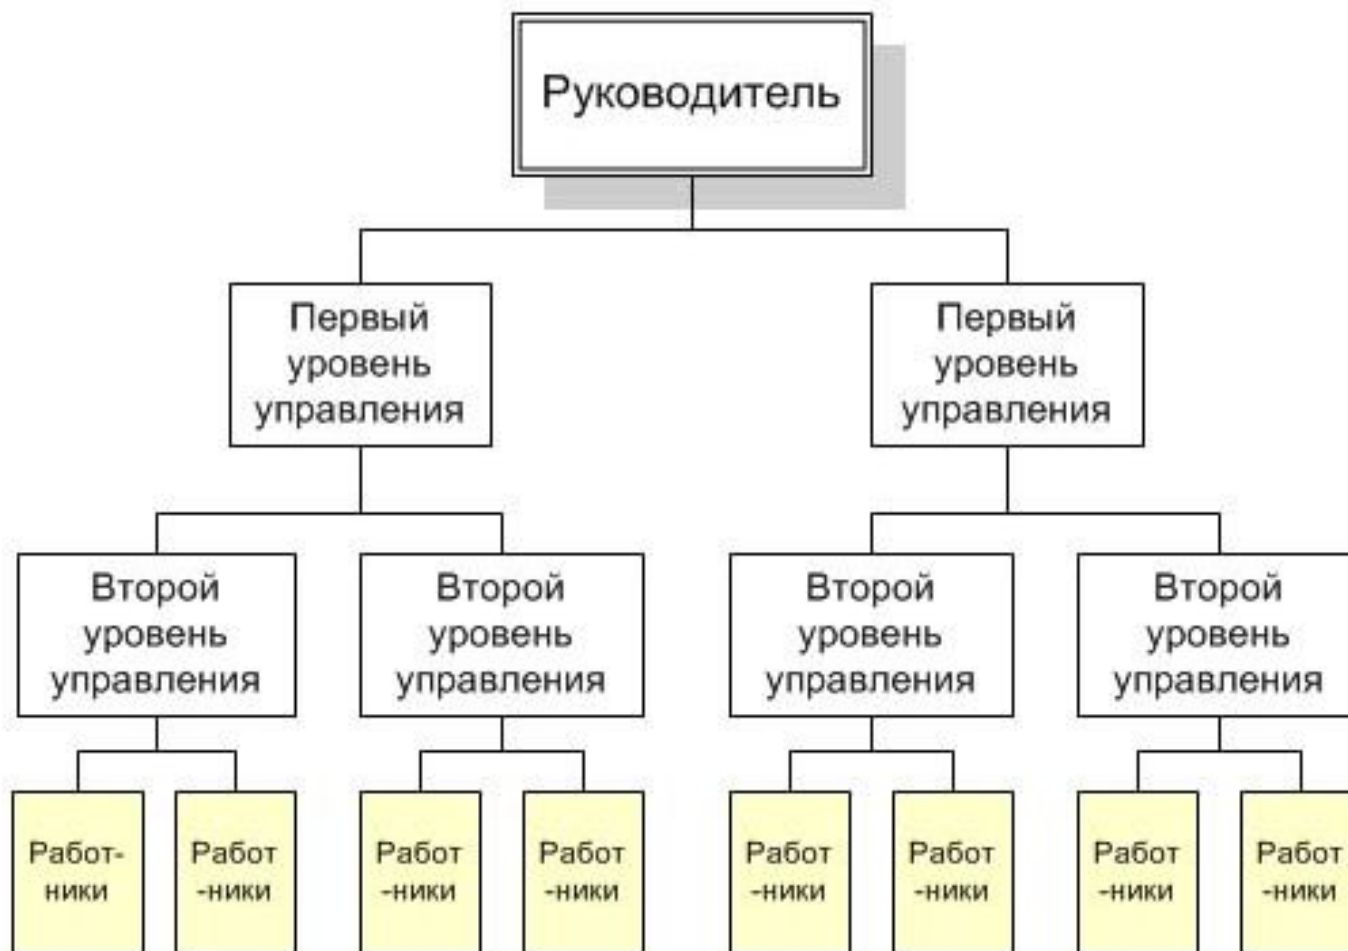 Руководитель
Первый
уровень
управления
Первый
уровень
управления
Второй
уровень
управления
Второй
уровень
управления
Второй
уровень
управления
Второй
уровень
управления
Работ-
ники
Работ
-ники
Работ
-ники
Работ
-ники
Работ
-ники
Работ
-ники
Работ
-ники
Работ
-ники